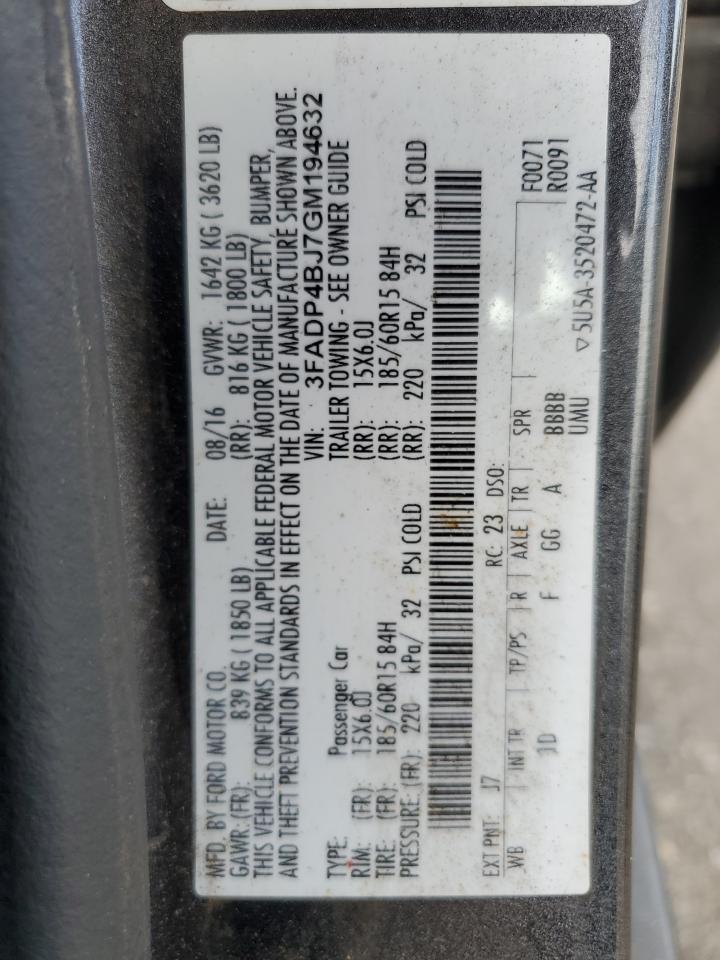 MFD. BY FORD MOTOR CO. DATE: 08/16 GVWR: 1642 KG ( 3620 LB)
GAWR:(FR): 839 KG ( 1850 LB) (RR): 816 KG ( 1800 LB)
THIS VEHICLE CONFORMS TO ALL APPLICABLE FEDERAL MOTOR VEHICLE SAFETY, BUMPER,
AND THEFT PREVENTION STANDARDS IN EFFECT ON THE DATE OF MANUFACTURE SHOWN ABOVE.
VIN: 3FADP4BJ7GM194632
TYPE: Passenger Car TRAILER TOWING - SEE OWNER GUIDE
RIM: (FR): 15X6.0J (RR): 15X6.0J
TIRE: (FR): 185/60R15 84H (RR): 185/60R15 84H
PRESSURE: (FR): 220 kPa/ 32 PSI COLD (RR): 220 kPa/ 32 PSI COLD
EXT PNT: J7 RC: 23 DSO: F0071
WB INT TR TP/PS R AXLE TR SPR R0091
JD F GG A BBBB
UMU ▽5U5A-3520472-AA